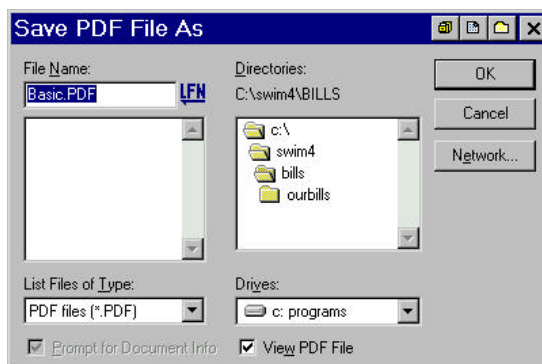 Save PDF File As
File Name:
Basic.PDF
LFN
Directories:
C:\swim4\BILLS
c:\
swim4
bills
ourbills
OK
Cancel
Network...
List Files of Type:
PDF files (*.PDF)
Drives:
c: programs
Prompt for Document Info
View PDF File